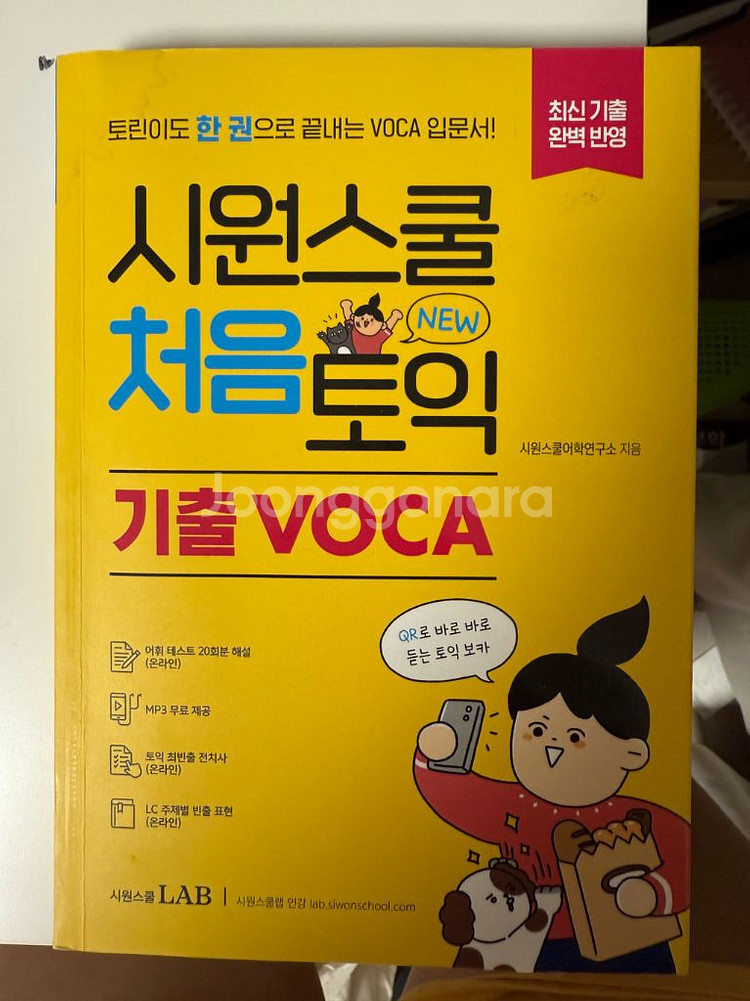 토린이도 한 권으로 끝내는 VOCA 입문서!
최신 기출
완벽 반영
시원스쿨
처음
NEW
토익
시원스쿨어학연구소 지음
기출 VOCA
Joonggonara
QR로 바로 바로
듣는 토익 보카
어휘 테스트 20회분 해설
(온라인)
MP3 무료 제공
토익 최빈출 전치사
(온라인)
LC 주제별 빈출 표현
(온라인)
시원스쿨 LAB | 시원스쿨랩 인강 lab.siwonschool.com